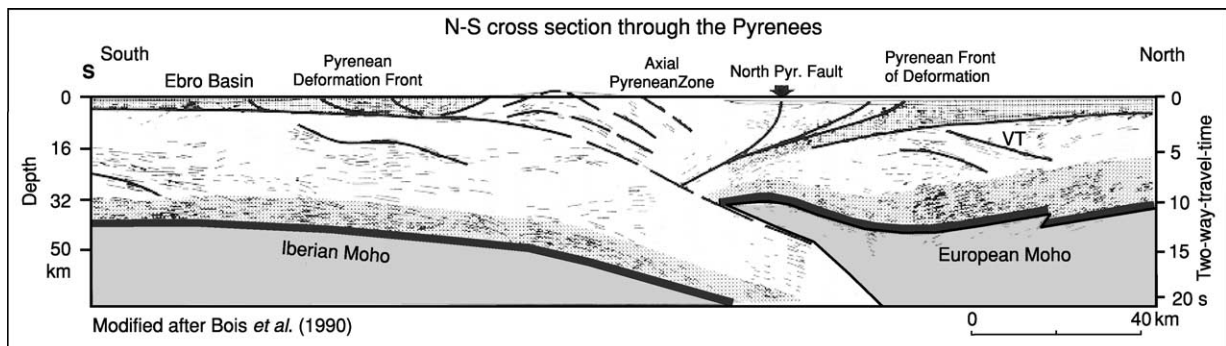 N-S cross section through the Pyrenees
South
North
S
Ebro Basin
Pyrenean
Deformation Front
Axial
PyreneanZone
North Pyr. Fault
Pyrenean Front
of Deformation
0
16
32
50
km
Depth
0
5
10
15
20 s
Two-way-travel-time
VT
Iberian Moho
European Moho
Modified after Bois et al. (1990)
0
40 km